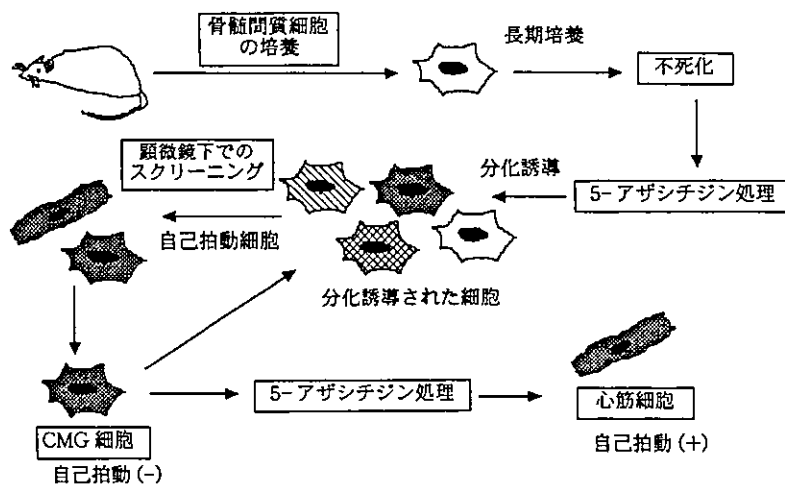 骨髄間質細胞
の培養
長期培養
不死化
顕微鏡下での
スクリーニング
分化誘導
5-アザシチジン処理
自己拍動細胞
分化誘導された細胞
5-アザシチジン処理
心筋細胞
CMG 細胞
自己拍動(+)
自己拍動(-)